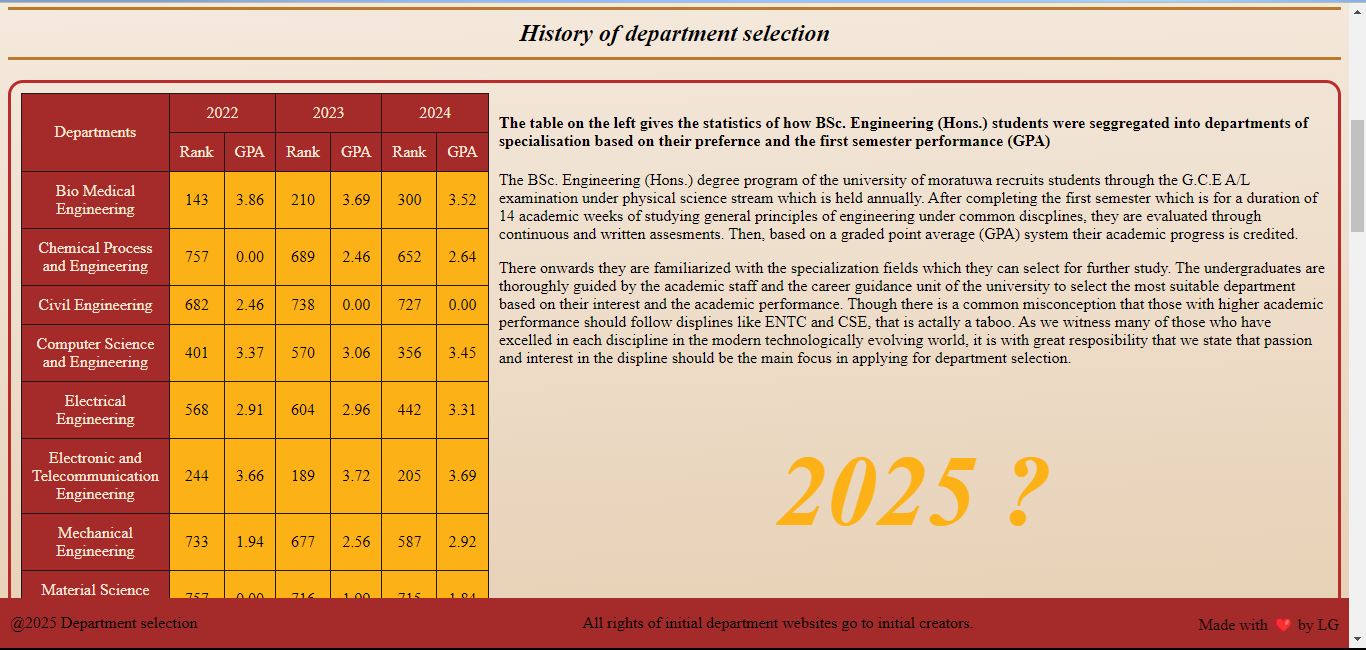 History of department selection
Departments 2022 2023 2024
Rank GPA Rank GPA Rank GPA
Bio Medical
Engineering 143 3.86 210 3.69 300 3.52
Chemical Process
and Engineering 757 0.00 689 2.46 652 2.64
Civil Engineering 682 2.46 738 0.00 727 0.00
Computer Science
and Engineering 401 3.37 570 3.06 356 3.45
Electrical
Engineering 568 2.91 604 2.96 442 3.31
Electronic and
Telecommunication
Engineering 244 3.66 189 3.72 205 3.69
Mechanical
Engineering 733 1.94 677 2.56 587 2.92
Material Science
The table on the left gives the statistics of how BSc. Engineering (Hons.) students were seggregated into departments of
specialisation based on their prefernce and the first semester performance (GPA)
The BSc. Engineering (Hons.) degree program of the university of moratuwa recruits students through the G.C.E A/L
examination under physical science stream which is held annually. After completing the first semester which is for a duration of
14 academic weeks of studying general principles of engineering under common discplines, they are evaluated through
continuous and written assesments. Then, based on a graded point average (GPA) system their academic progress is credited.
There onwards they are familiarized with the specialization fields which they can select for further study. The undergraduates are
thoroughly guided by the academic staff and the career guidance unit of the university to select the most suitable department
based on their interest and the academic performance. Though there is a common misconception that those with higher academic
performance should follow displines like ENTC and CSE, that is actally a taboo. As we witness many of those who have
excelled in each discipline in the modern technologically evolving world, it is with great resposibility that we state that passion
and interest in the displine should be the main focus in applying for department selection.
2025 ?
@2025 Department selection
All rights of initial department websites go to initial creators.
Made with ❤️ by LG